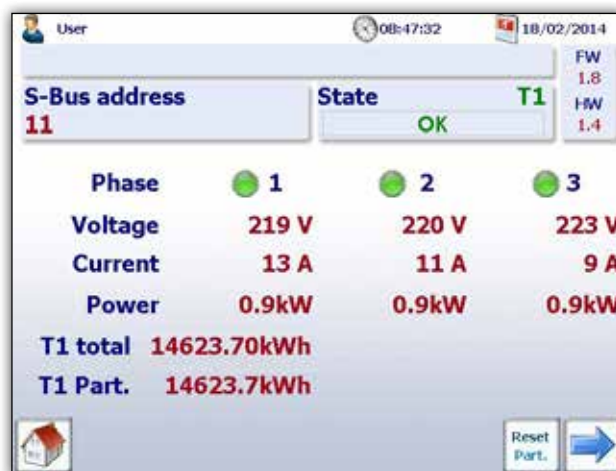 User 08:47:32 18/02/2014
FW
1.8
S-Bus address State T1 HW
11 OK 1.4
Phase 1 2 3
Voltage 219 V 220 V 223 V
Current 13 A 11 A 9 A
Power 0.9kW 0.9kW 0.9kW
T1 total 14623.70kWh
T1 Part. 14623.7kWh
Reset
Part.